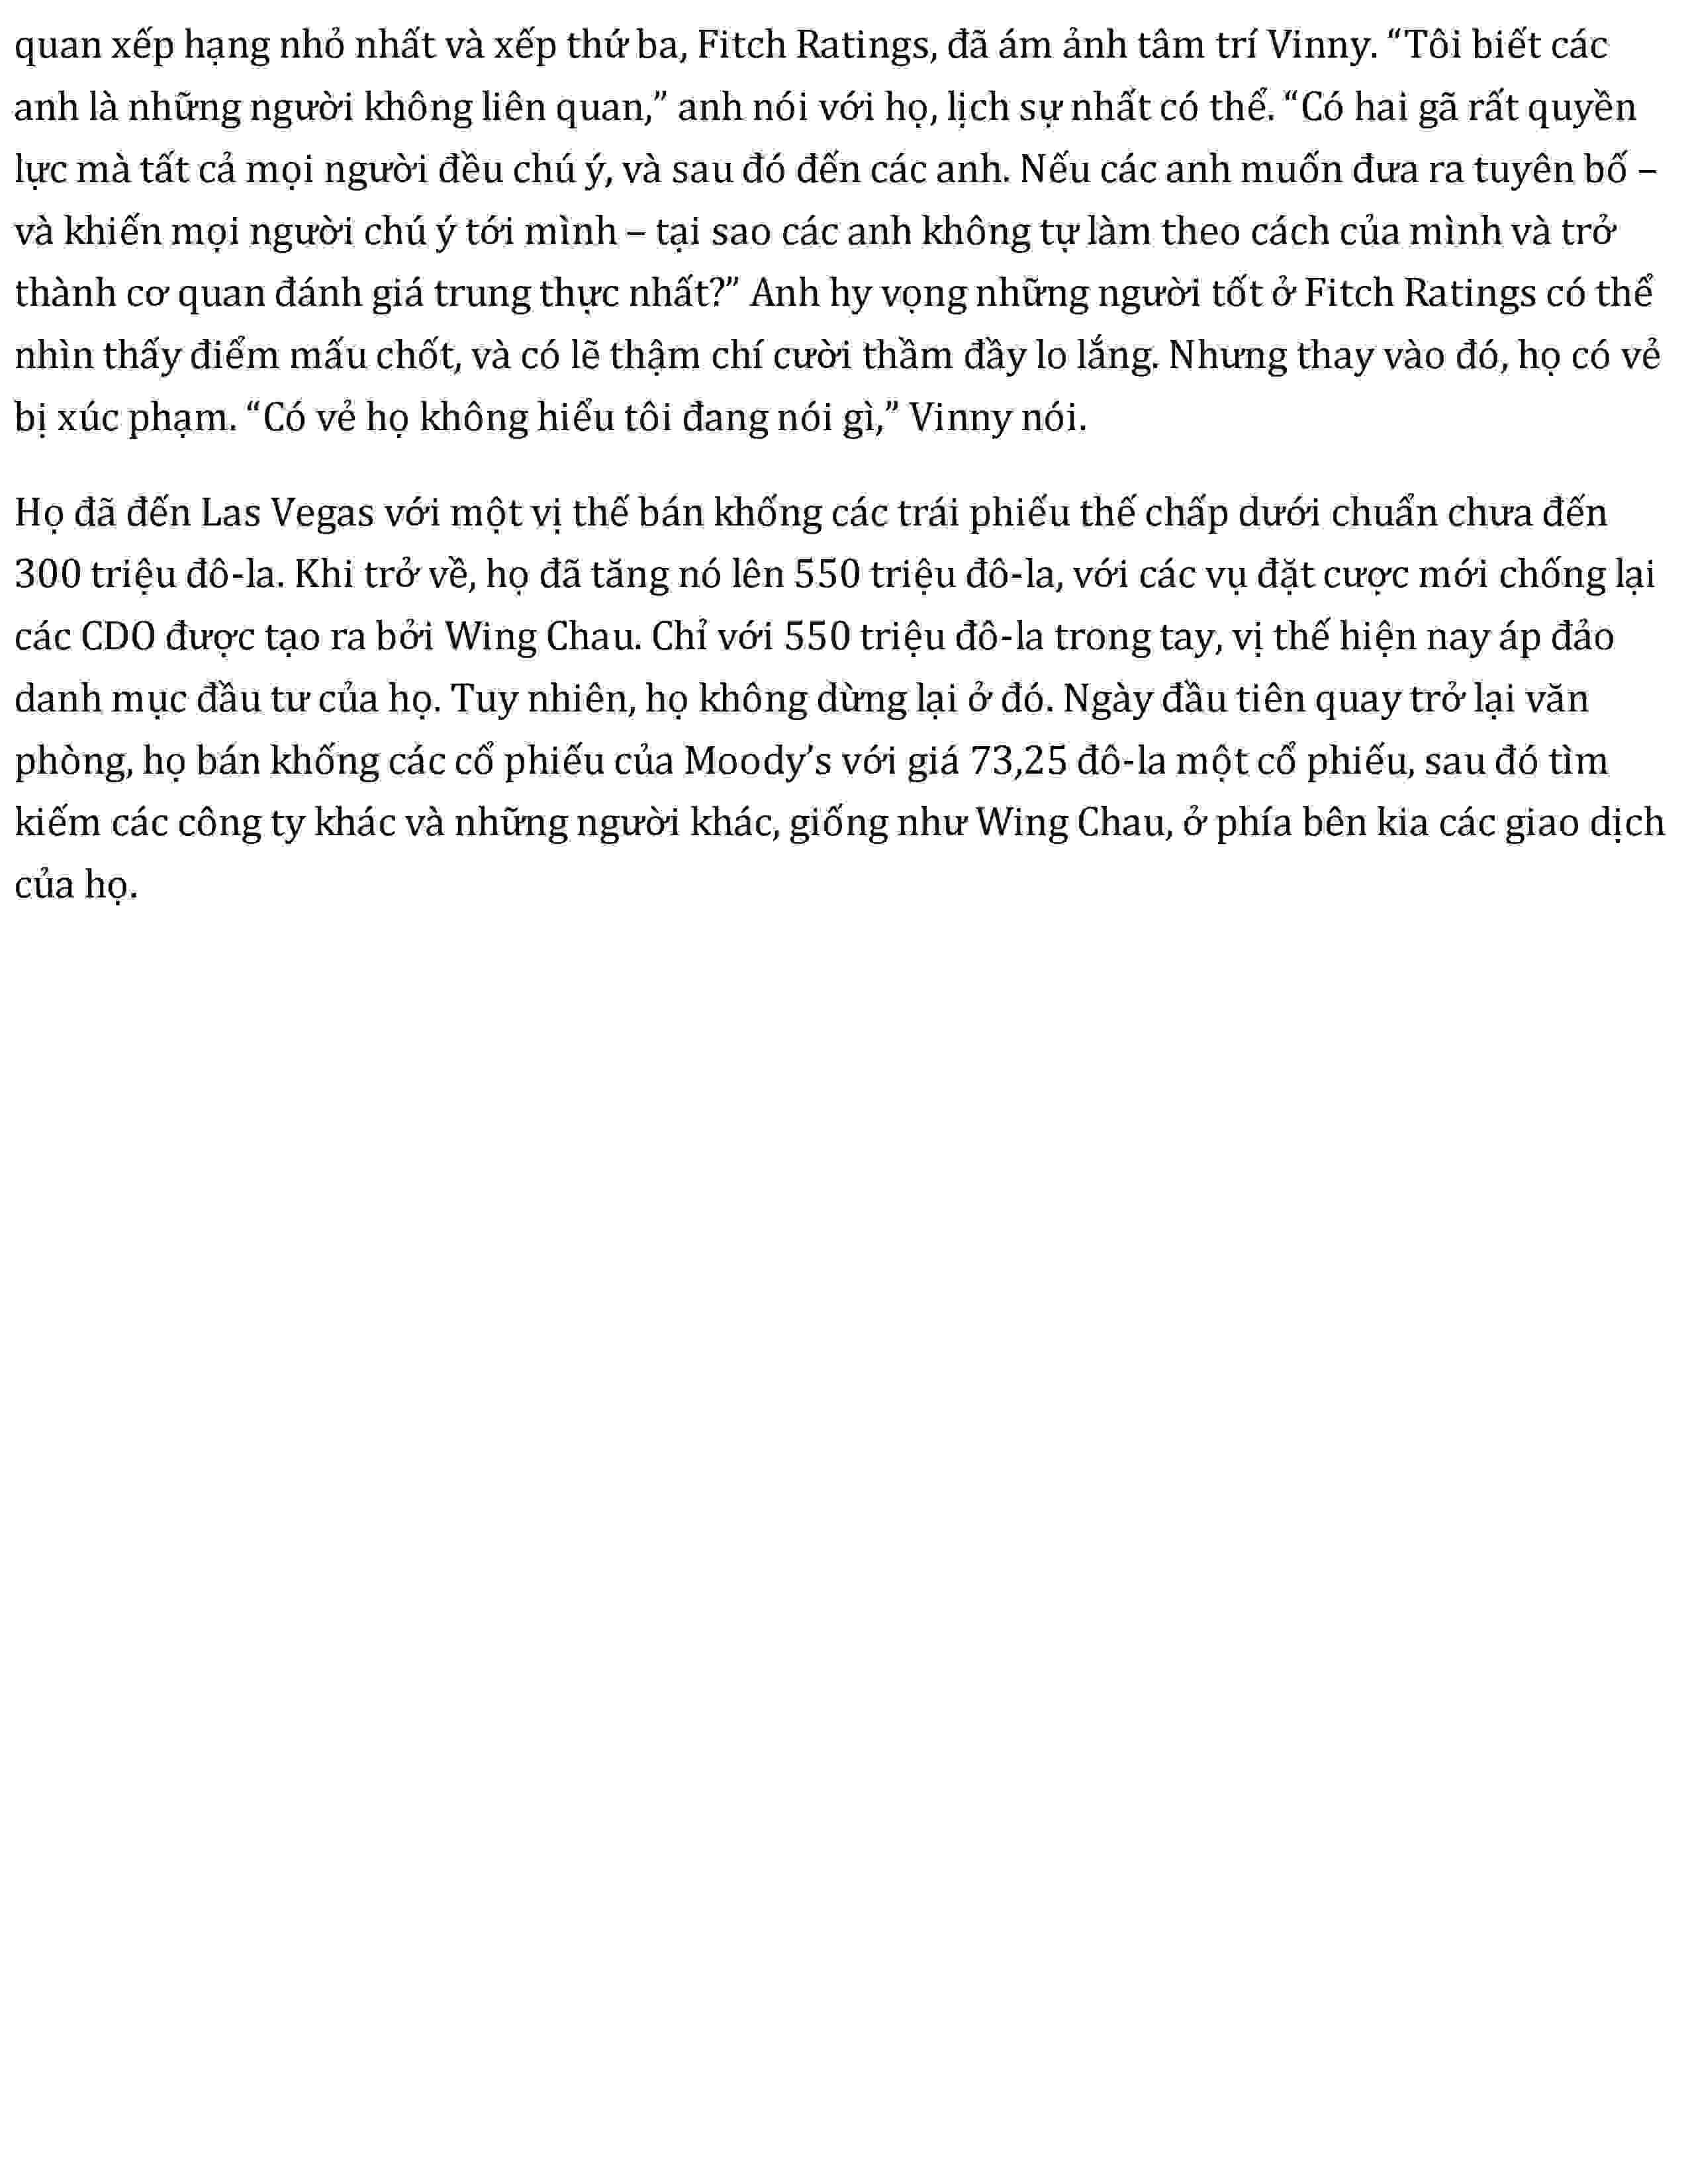 quan xếp hạng nhỏ nhất và xếp thứ ba, Fitch Ratings, đã ám ảnh tâm trí Vinny. “Tôi biết các
anh là những người không liên quan,” anh nói với họ, lịch sự nhất có thể. “Có hai gã rất quyền
lực mà tất cả mọi người đều chú ý, và sau đó đến các anh. Nếu các anh muốn đưa ra tuyên bố –
và khiến mọi người chú ý tới mình – tại sao các anh không tự làm theo cách của mình và trở
thành cơ quan đánh giá trung thực nhất?” Anh hy vọng những người tốt ở Fitch Ratings có thể
nhìn thấy điểm mấu chốt, và có lẽ thậm chí cười thầm đầy lo lắng. Nhưng thay vào đó, họ có vẻ
bị xúc phạm. “Có vẻ họ không hiểu tôi đang nói gì,” Vinny nói.
Họ đã đến Las Vegas với một vị thế bán khống các trái phiếu thế chấp dưới chuẩn chưa đến
300 triệu đô-la. Khi trở về, họ đã tăng nó lên 550 triệu đô-la, với các vụ đặt cược mới chống lại
các CDO được tạo ra bởi Wing Chau. Chỉ với 550 triệu đô-la trong tay, vị thế hiện nay áp đảo
danh mục đầu tư của họ. Tuy nhiên, họ không dừng lại ở đó. Ngày đầu tiên quay trở lại văn
phòng, họ bán khống các cổ phiếu của Moody’s với giá 73,25 đô-la một cổ phiếu, sau đó tìm
kiếm các công ty khác và những người khác, giống như Wing Chau, ở phía bên kia các giao dịch
của họ.